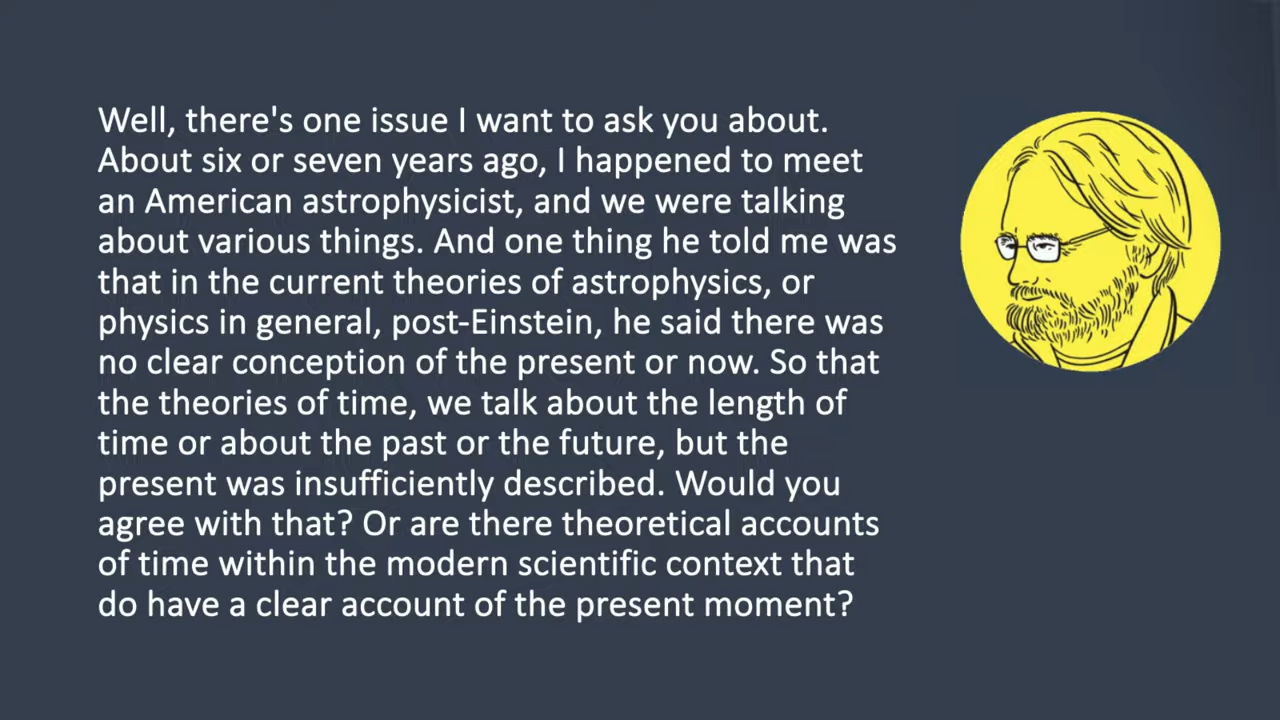 Well, there's one issue I want to ask you about.
About six or seven years ago, I happened to meet
an American astrophysicist, and we were talking
about various things. And one thing he told me was
that in the current theories of astrophysics, or
physics in general, post-Einstein, he said there was
no clear conception of the present or now. So that
the theories of time, we talk about the length of
time or about the past or the future, but the
present was insufficiently described. Would you
agree with that? Or are there theoretical accounts
of time within the modern scientific context that
do have a clear account of the present moment?